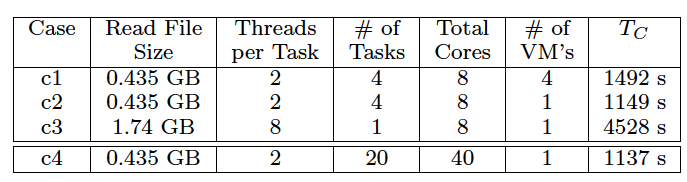 Case Read File Threads # of Total # of T_C
Size per Task Tasks Cores VM's
c1 0.435 GB 2 4 8 4 1492 s
c2 0.435 GB 2 4 8 1 1149 s
c3 1.74 GB 8 1 8 1 4528 s
c4 0.435 GB 2 20 40 1 1137 s